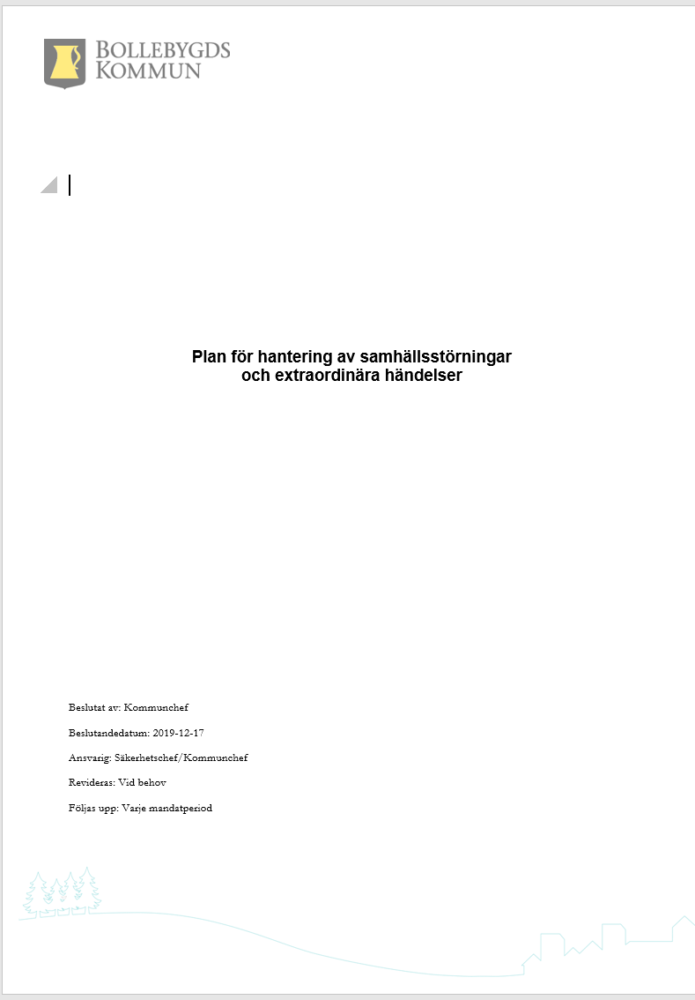 BOLLEBYGDS
KOMMUN
Plan för hantering av samhällsstörningar
och extraordinära händelser
Beslutat av: Kommunchef
Beslutandedatum: 2019-12-17
Ansvarig: Säkerhetschef/Kommunchef
Revideras: Vid behov
Följas upp: Varje mandatperiod